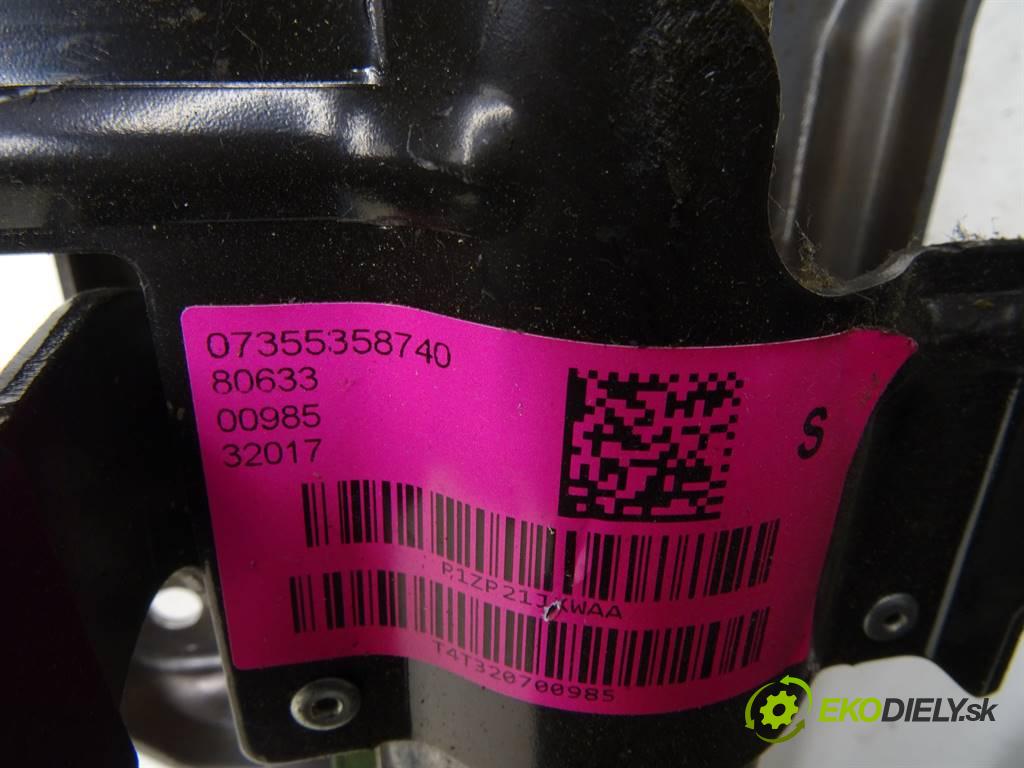 07355358740
80633
00985
32017
S
P1ZP21JXWAA
T4T320700985
EKODIELY.sk